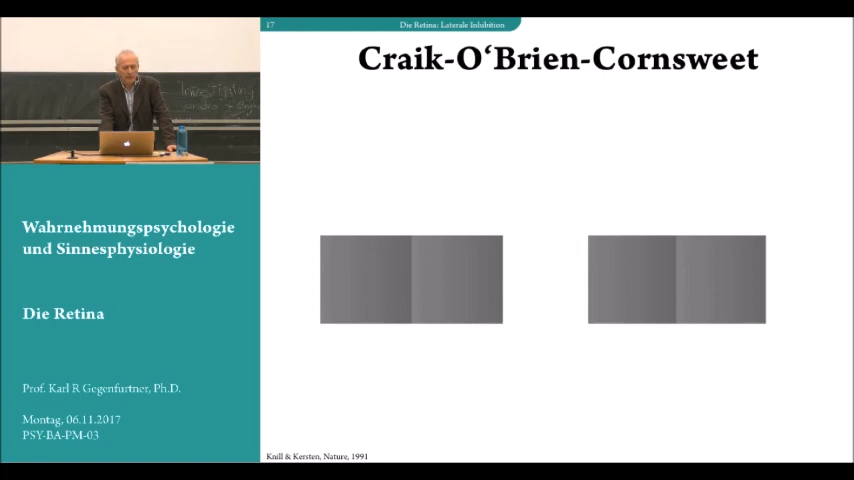 17
Die Retina: Laterale Inhibition
Craik-O‘Brien-Cornsweet
Investigating
Wahrnehmungspsychologie
und Sinnesphysiologie
Die Retina
Prof. Karl R Gegenfurtner, Ph.D.
Montag, 06.11.2017
PSY-BA-PM-03
Knill & Kersten, Nature, 1991